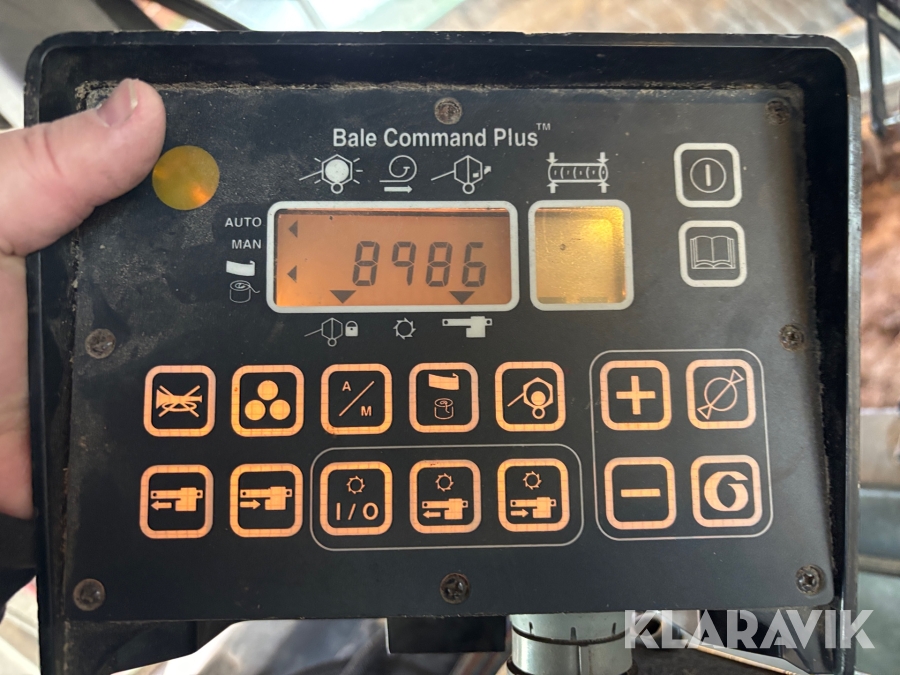 Bale Command Plus™
AUTO
MAN
8986
A/M
I/O
KLARAVIK